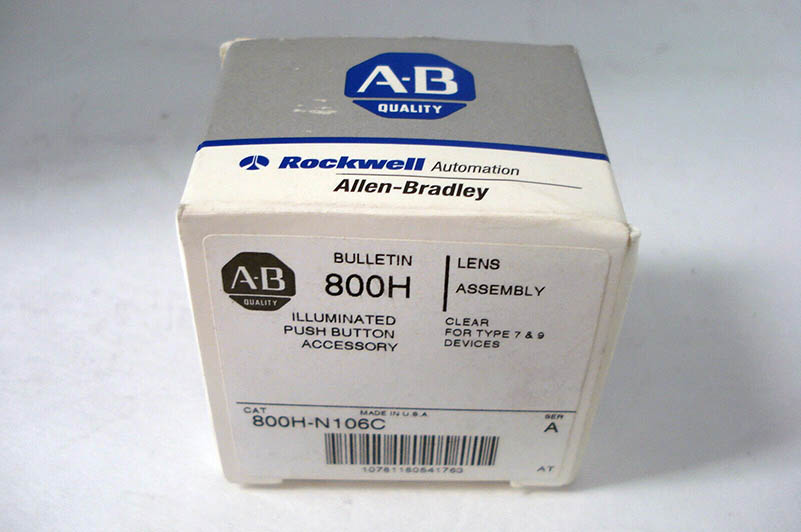 A-B
QUALITY
Rockwell Automation
Allen-Bradley
A-B
QUALITY
BULLETIN
800H
ILLUMINATED
PUSH BUTTON
ACCESSORY
LENS
ASSEMBLY
CLEAR
FOR TYPE 7 & 9
DEVICES
CAT
MADE IN U.S.A.
SER
800H-N106C
A
10781180541763
AT